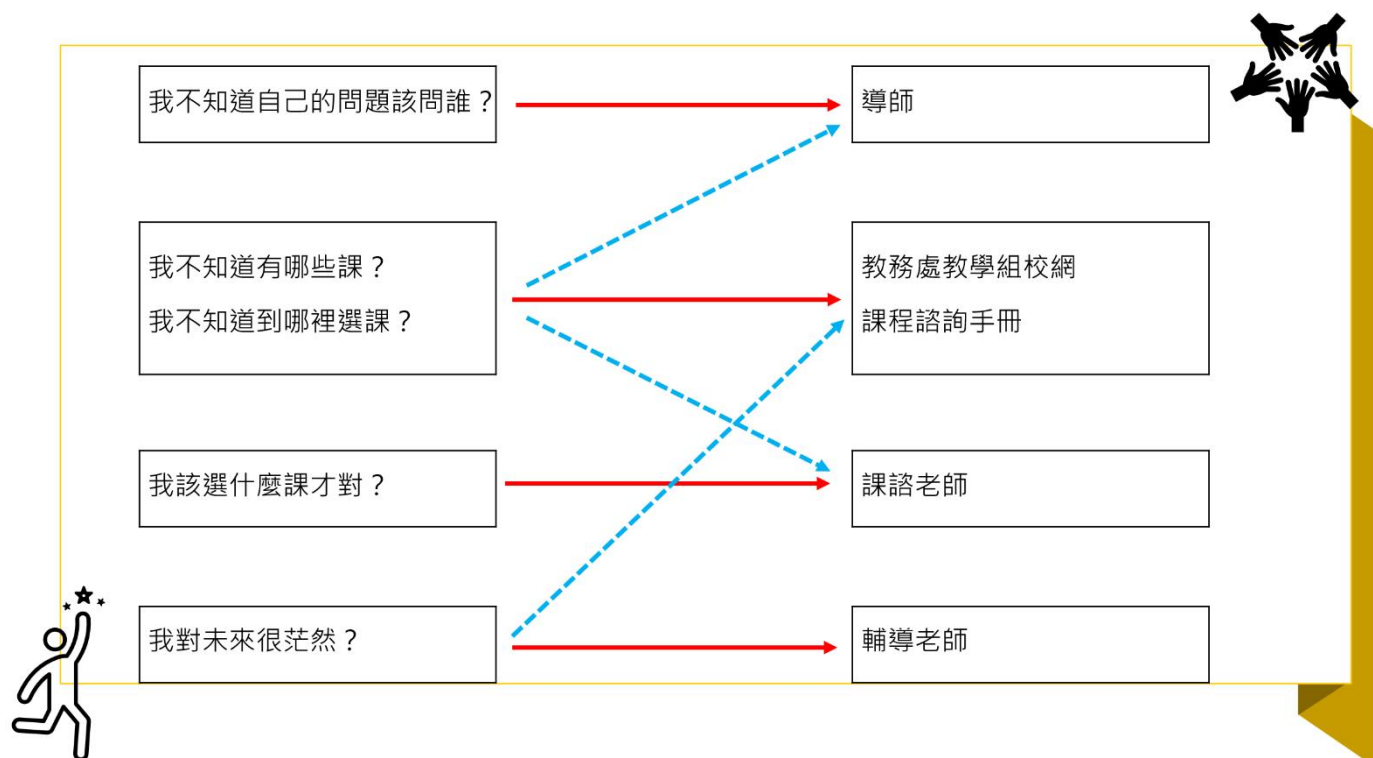 我不知道自己的問題該問誰？
導師
我不知道有哪些課？
我不知道到哪裡選課？
教務處教學組校網
課程諮詢手冊
我該選什麼課才對？
課諮老師
我對未來很茫然？
輔導老師